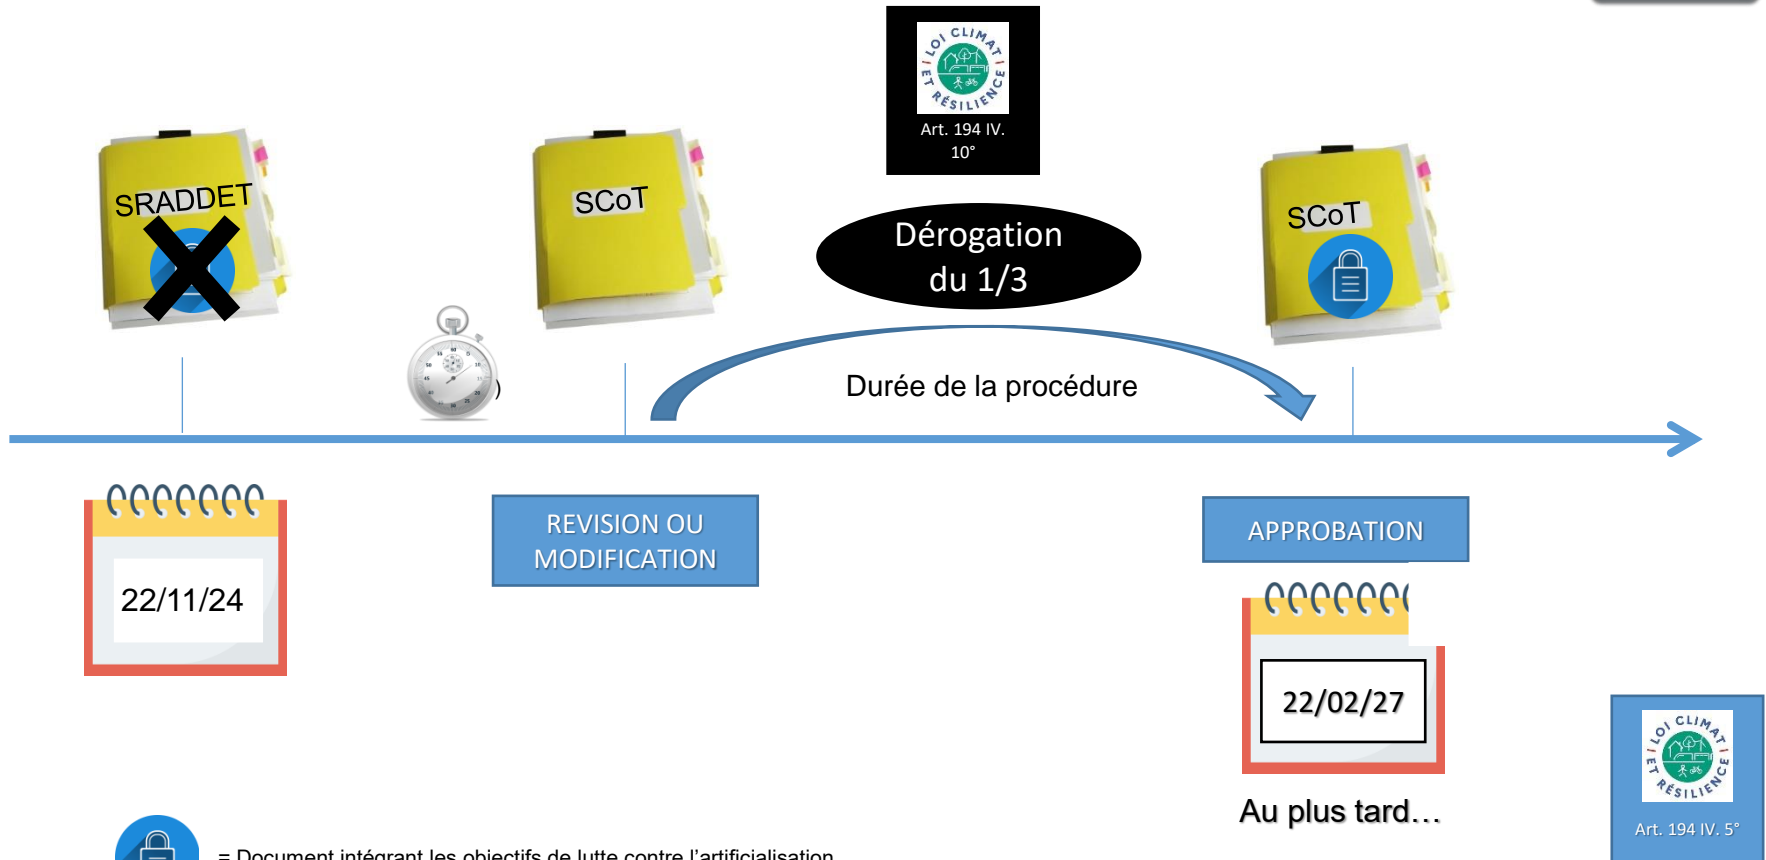 LOI CLIMAT
ET RÉSILIENCE
Art. 194 IV.
10°
SRADDET
SCoT
Dérogation
du 1/3
SCoT
)
Durée de la procédure
REVISION OU
MODIFICATION
APPROBATION
22/11/24
22/02/27
Au plus tard...
LOI CLIMAT
ET RÉSILIENCE
Art. 194 IV. 5°
= Document intégrant les objectifs de lutte contre l'artificialisation